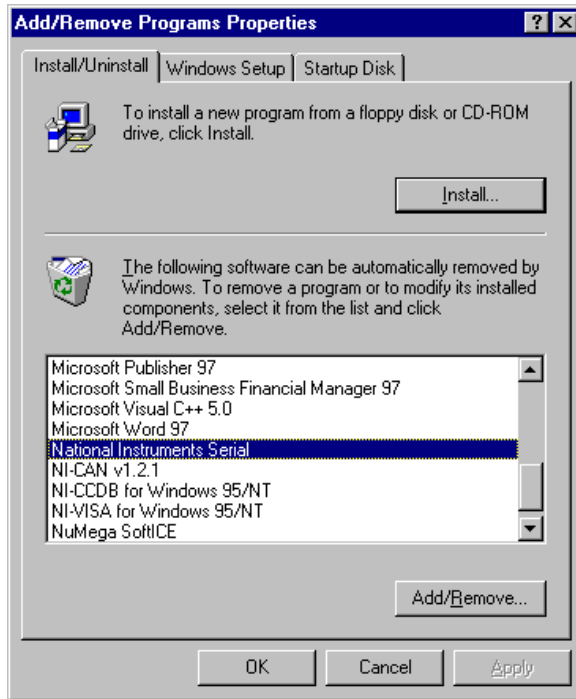 Add/Remove Programs Properties
Install/Uninstall
Windows Setup
Startup Disk
To install a new program from a floppy disk or CD-ROM
drive, click Install.
Install...
The following software can be automatically removed by
Windows. To remove a program or to modify its installed
components, select it from the list and click
Add/Remove.
Microsoft Publisher 97
Microsoft Small Business Financial Manager 97
Microsoft Visual C++ 5.0
Microsoft Word 97
National Instruments Serial
NI-CAN v1.2.1
NI-CCDB for Windows 95/NT
NI-VISA for Windows 95/NT
NuMega SoftICE
Add/Remove...
OK
Cancel
Apply